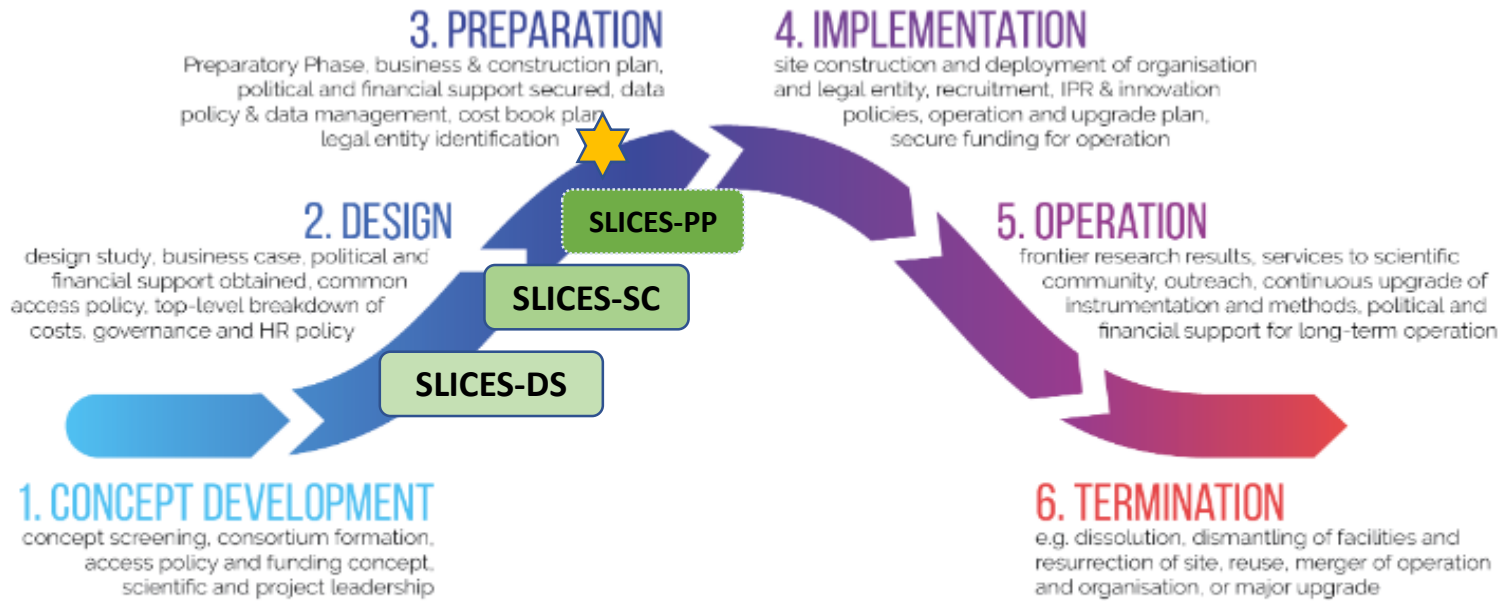 3. PREPARATION
Preparatory Phase, business & construction plan,
political and financial support secured, data
policy & data management, cost book plan,
legal entity identification
4. IMPLEMENTATION
site construction and deployment of organisation
and legal entity, recruitment, IPR & innovation
policies, operation and upgrade plan,
secure funding for operation
2. DESIGN
design study, business case, political and
financial support obtained, common
access policy, top-level breakdown of
costs, governance and HR policy
SLICES-PP
SLICES-SC
SLICES-DS
5. OPERATION
frontier research results, services to scientific
community, outreach, continuous upgrade of
instrumentation and methods, political and
financial support for long-term operation
1. CONCEPT DEVELOPMENT
concept screening, consortium formation,
access policy and funding concept,
scientific and project leadership
6. TERMINATION
e.g. dissolution, dismantling of facilities and
resurrection of site, reuse, merger of operation
and organisation, or major upgrade